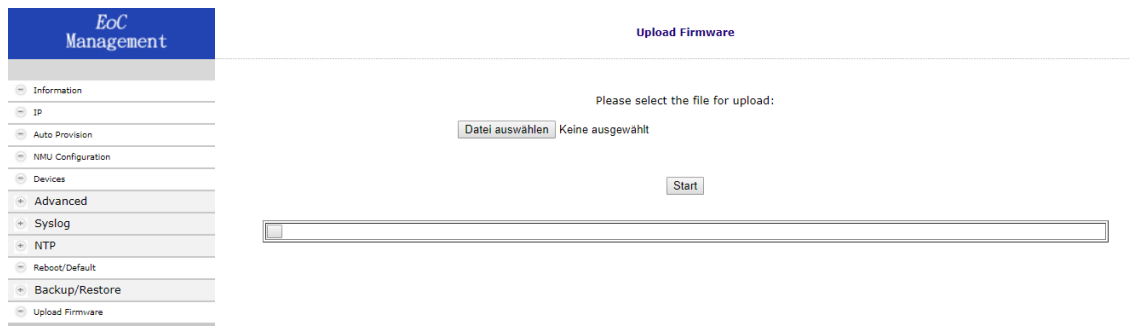 EoC
Management
Information
IP
Auto Provision
NMU Configuration
Devices
Advanced
Syslog
NTP
Reboot/Default
Backup/Restore
Upload Firmware
Upload Firmware
Please select the file for upload:
Datei auswählen Keine ausgewählt
Start